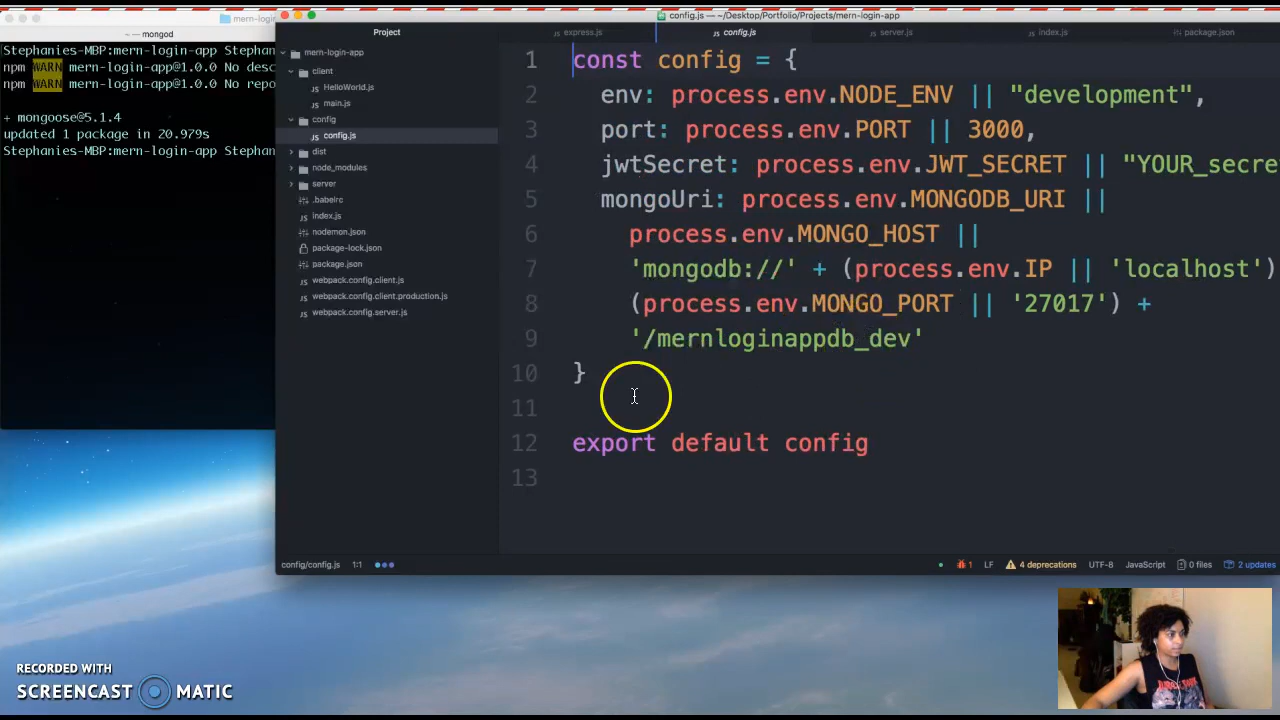 mern-login
— mongod
Stephanies-MBP:mern-login-app Stephan
npm WARN mern-login-app@1.0.0 No desc
npm WARN mern-login-app@1.0.0 No repo
+ mongoose@5.1.4
updated 1 package in 20.979s
Stephanies-MBP:mern-login-app Stephan
config.js — ~/Desktop/Portfolio/Projects/mern-login-app
Project
express.js
config.js
server.js
index.js
package.json
mern-login-app
client
HelloWorld.js
main.js
config
config.js
dist
node_modules
server
.babelrc
index.js
nodemon.json
package-lock.json
package.json
webpack.config.client.js
webpack.config.client.production.js
webpack.config.server.js
1 const config = {
2 env: process.env.NODE_ENV || "development",
3 port: process.env.PORT || 3000,
4 jwtSecret: process.env.JWT_SECRET || "YOUR_secre
5 mongoUri: process.env.MONGODB_URI ||
6 process.env.MONGO_HOST ||
7 'mongodb://' + (process.env.IP || 'localhost')
8 (process.env.MONGO_PORT || '27017') +
9 '/mernloginappdb_dev'
10 }
11
12 export default config
13
config/config.js 1:1
1 LF 4 deprecations UTF-8 JavaScript 0 files 2 updates
RECORDED WITH
SCREENCAST MATIC